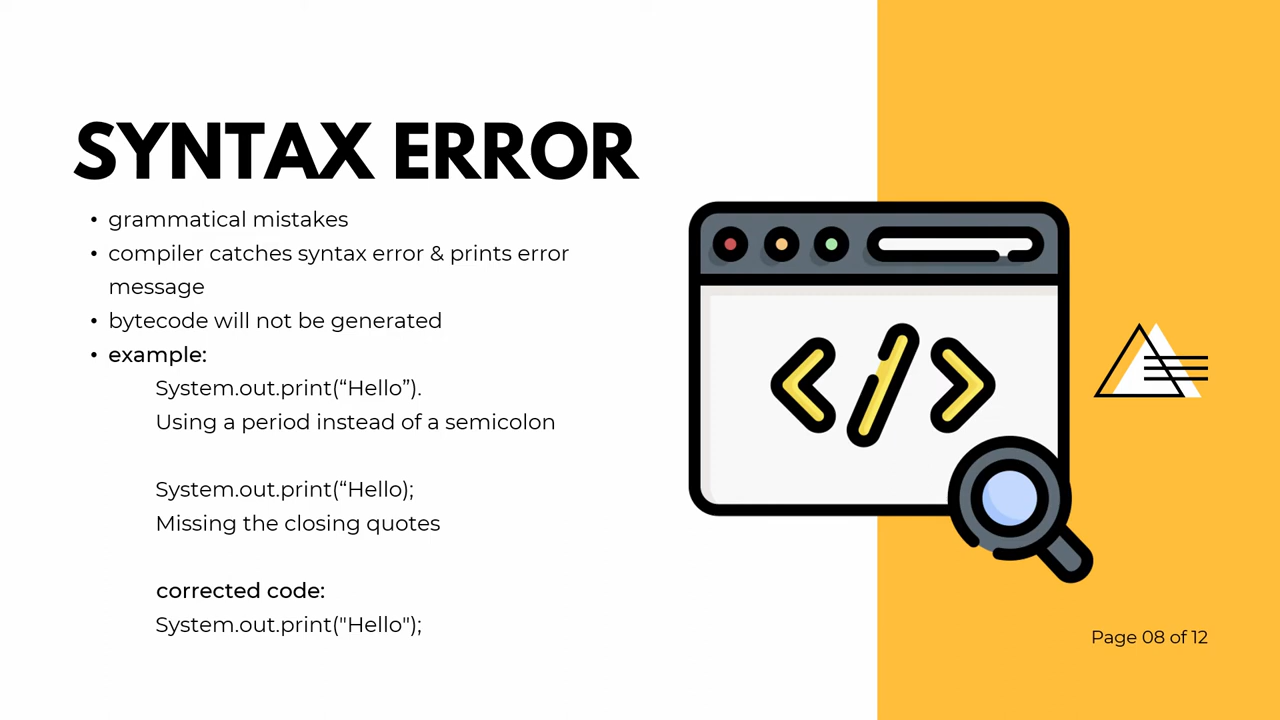 SYNTAX ERROR
• grammatical mistakes
• compiler catches syntax error & prints error
message
• bytecode will not be generated
• example:
System.out.print(“Hello”).
Using a period instead of a semicolon
System.out.print(“Hello);
Missing the closing quotes
corrected code:
System.out.print("Hello");
Page 08 of 12